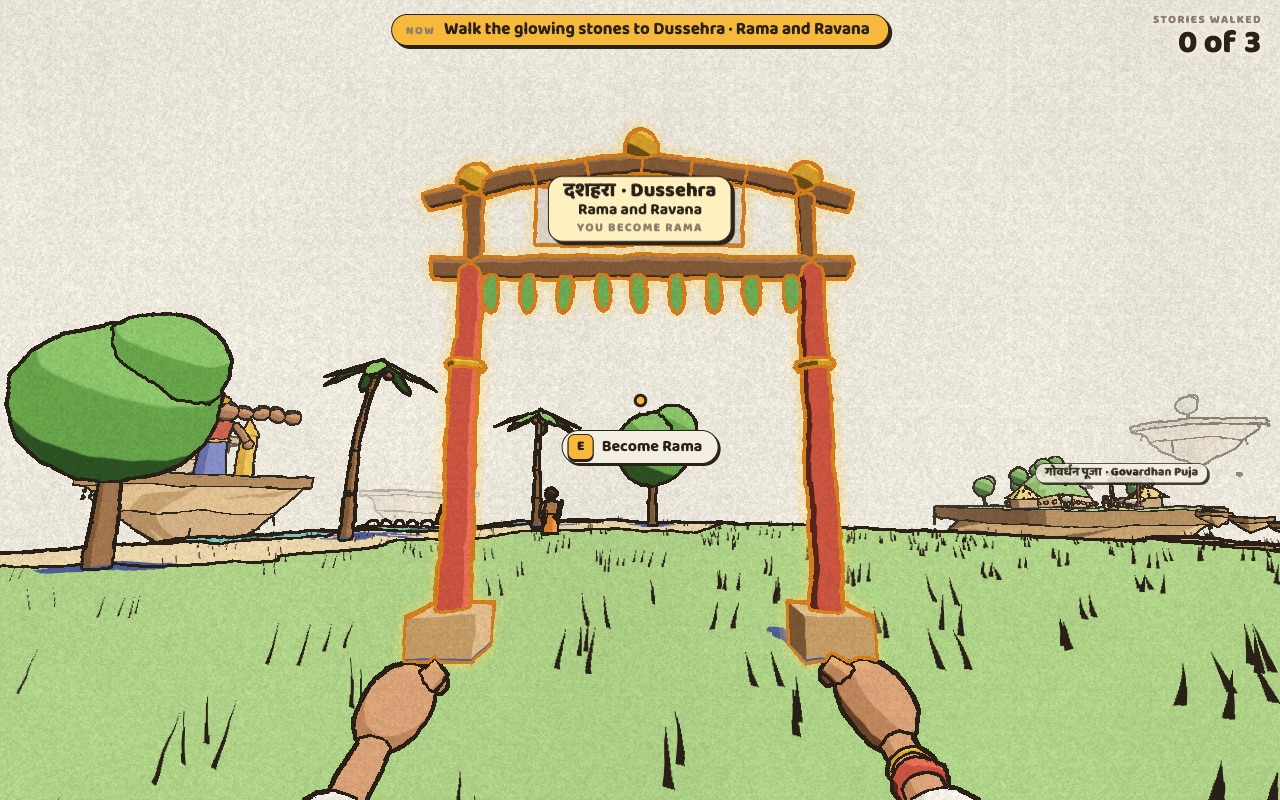 NOW Walk the glowing stones to Dussehra · Rama and Ravana
STORIES WALKED
0 of 3
दशहरा · Dussehra
Rama and Ravana
YOU BECOME RAMA
E Become Rama
गोवर्धन पूजा · Govardhan Puja